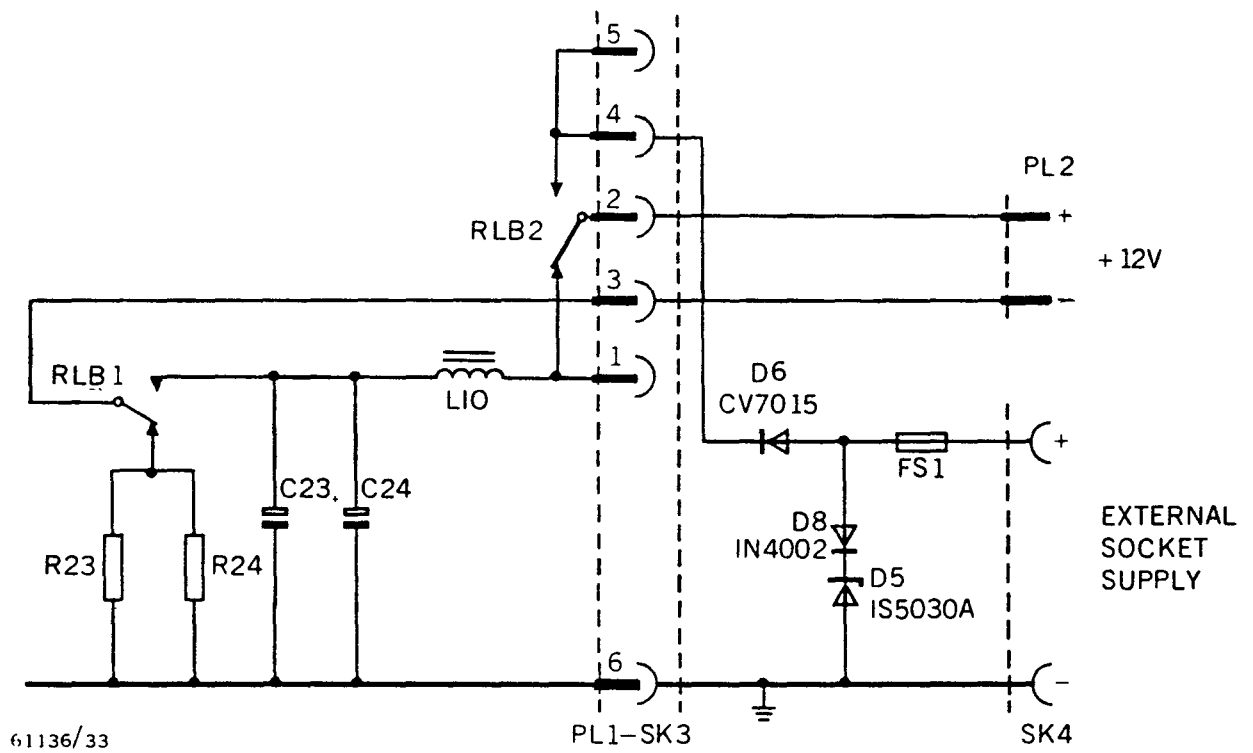 5
4
PL2
2
+
RLB2
+ 12V
3
-
1
RLB1
L10
D6
CV7015
+
FS1
C23
C24
D8
IN4002
EXTERNAL
SOCKET
SUPPLY
R23
R24
D5
IS5030A
6
-
61136/33
PL1-SK3
SK4